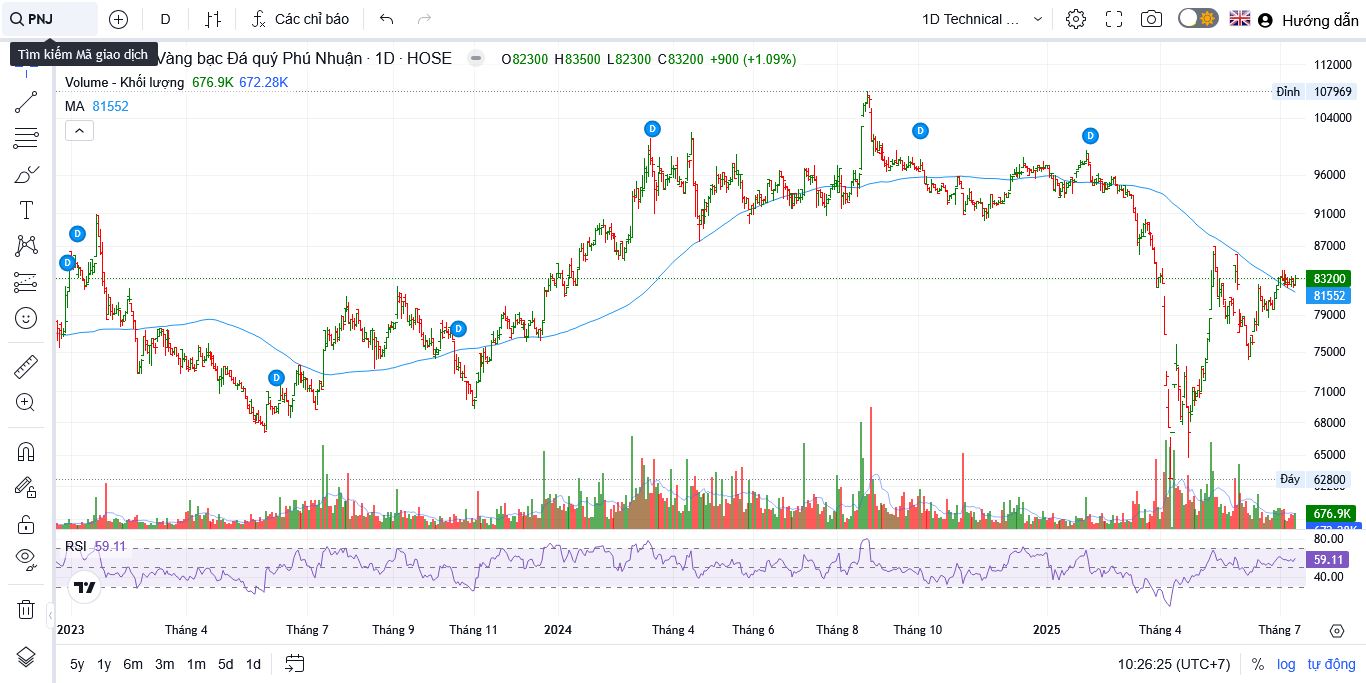 PNJ
D
Các chỉ báo
1D Technical ...
Hướng dẫn
Tìm kiếm Mã giao dịch
Vàng bạc Đá quý Phú Nhuận · 1D · HOSE
O82300 H83500 L82300 C83200 +900 (+1.09%)
Volume - Khối lượng 676.9K 672.28K
MA 81552
112000
Đỉnh 107969
104000
96000
91000
87000
83200
81552
79000
75000
71000
68000
65000
Đáy 62800
676.9K
D
D
D
D
D
D
D
RSI 59.11
80.00
59.11
40.00
2023 Tháng 4 Tháng 7 Tháng 9 Tháng 11 2024 Tháng 4 Tháng 6 Tháng 8 Tháng 10 2025 Tháng 4 Tháng 7
5y 1y 6m 3m 1m 5d 1d
10:26:25 (UTC+7) % log tự động